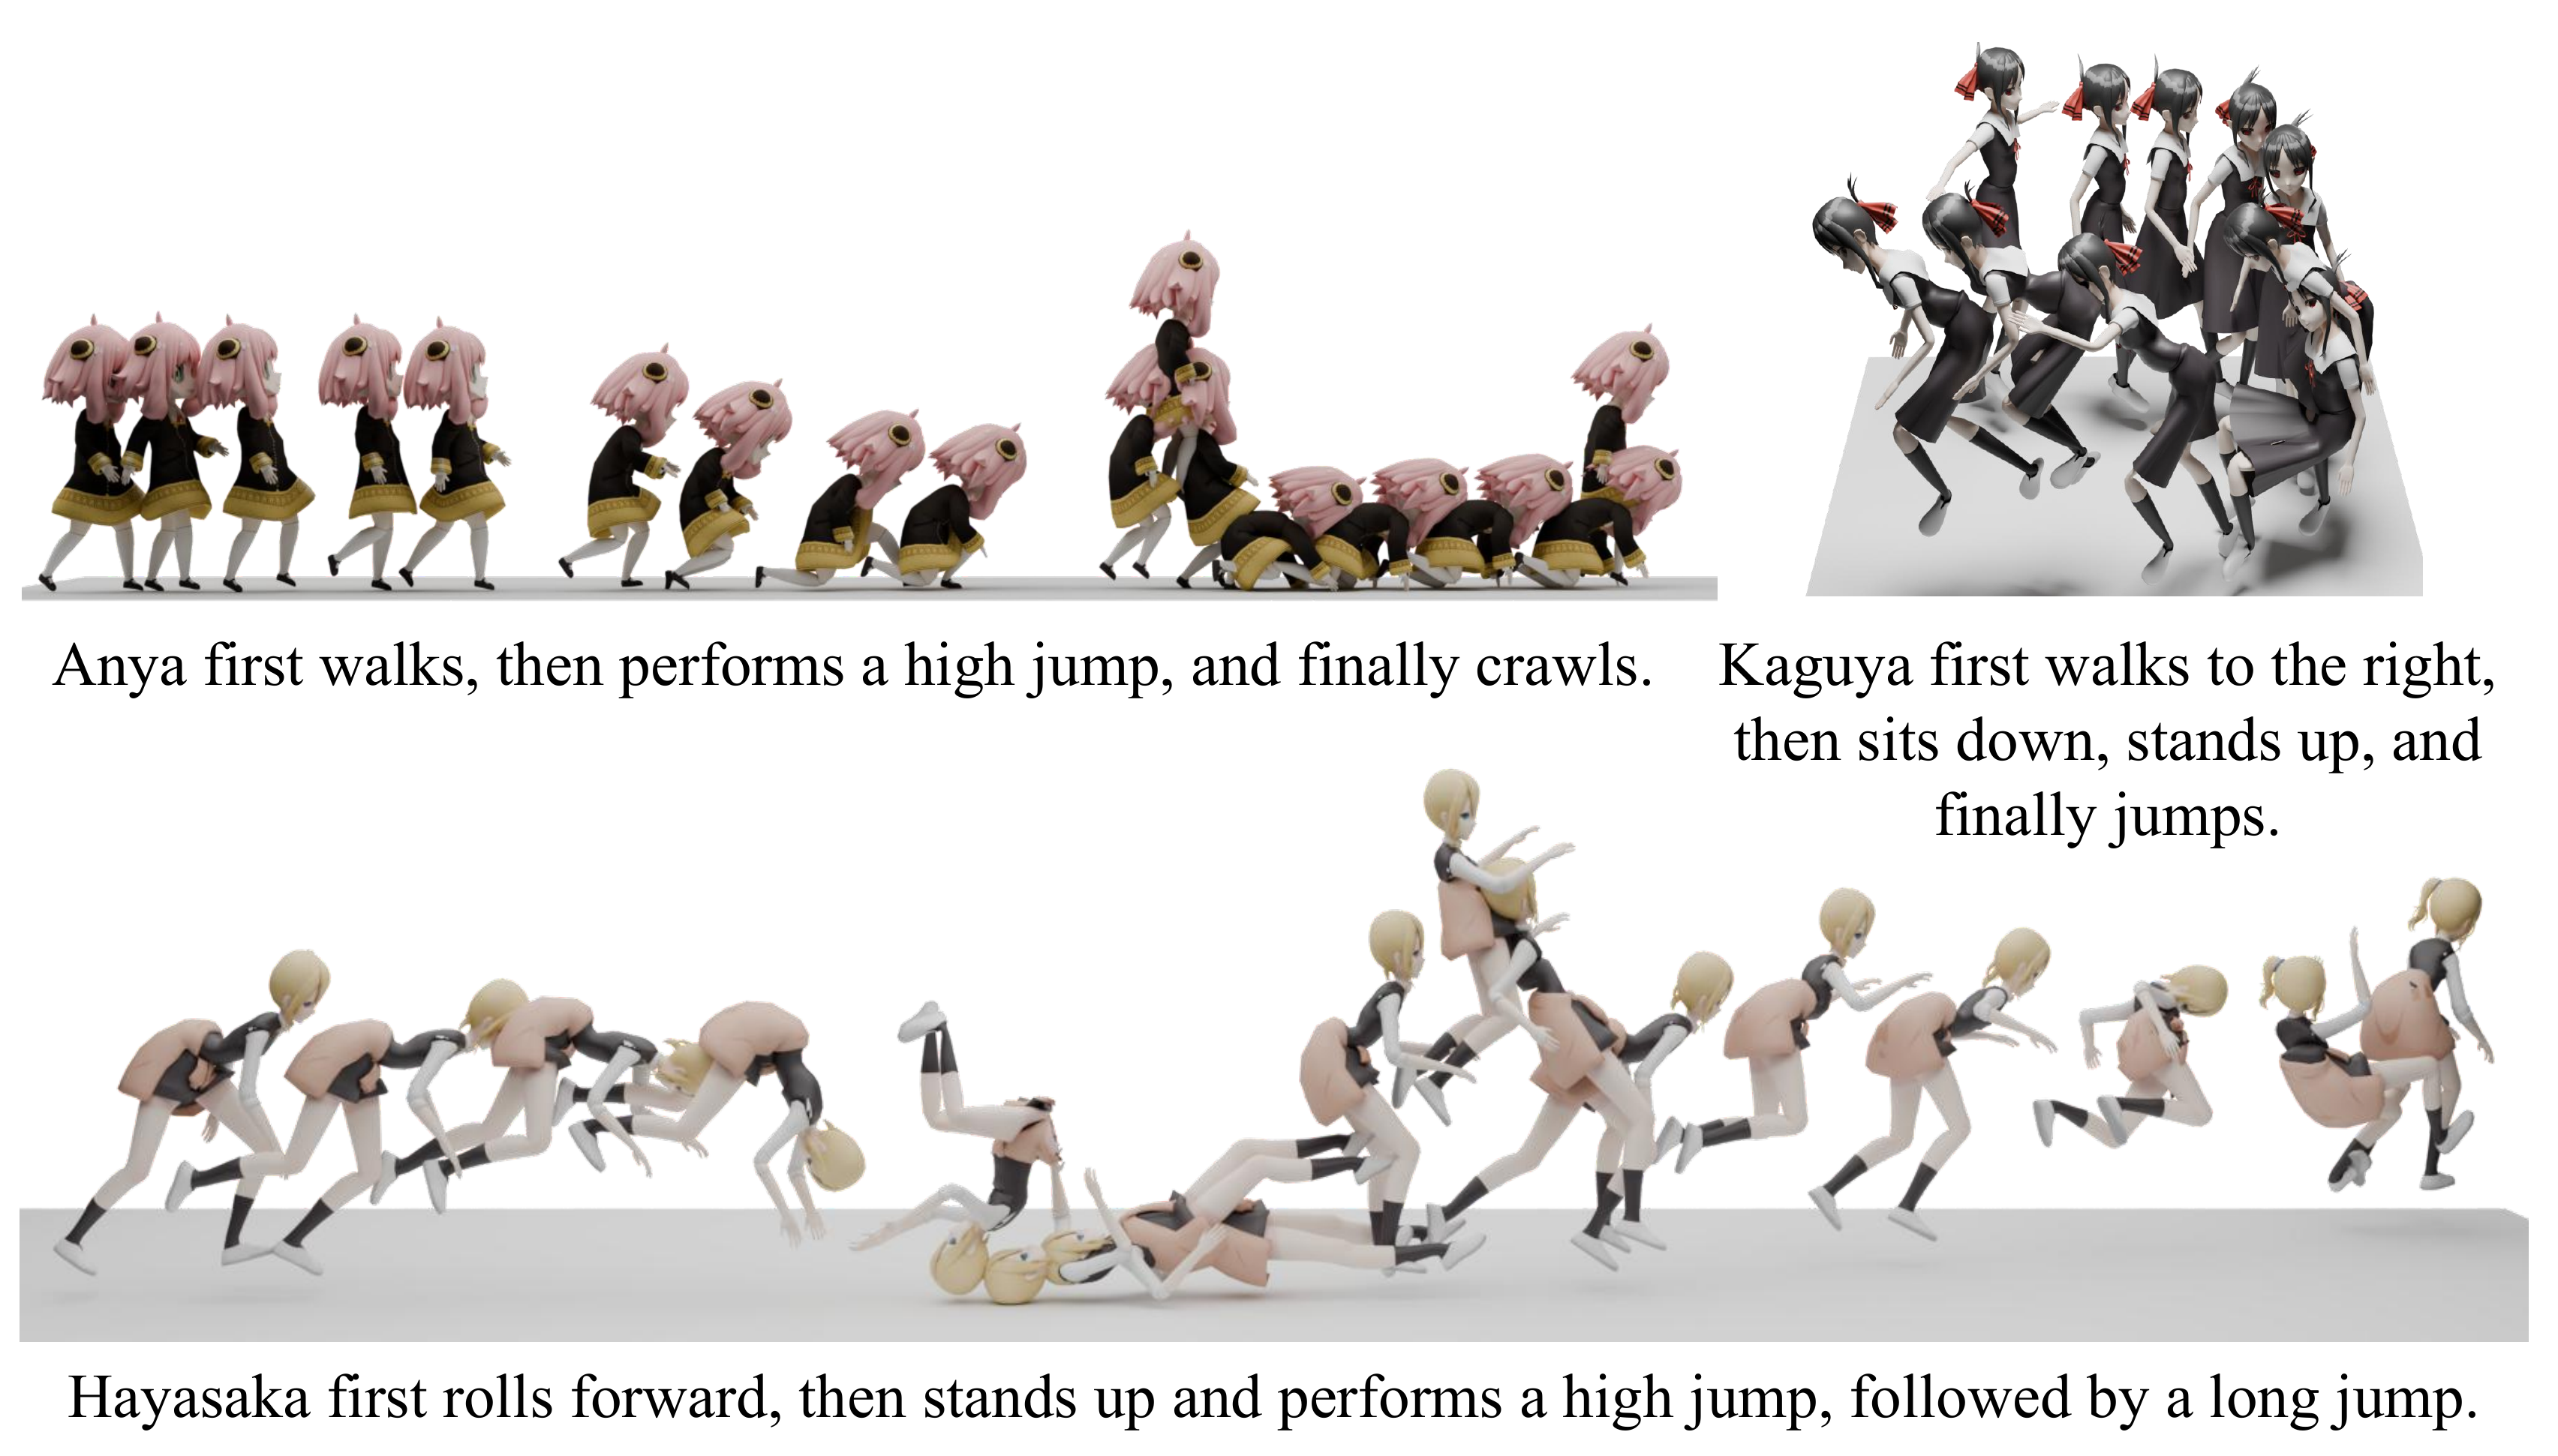 Anya first walks, then performs a high jump, and finally crawls.
Kaguya first walks to the right,
then sits down, stands up, and
finally jumps.
Hayasaka first rolls forward, then stands up and performs a high jump, followed by a long jump.